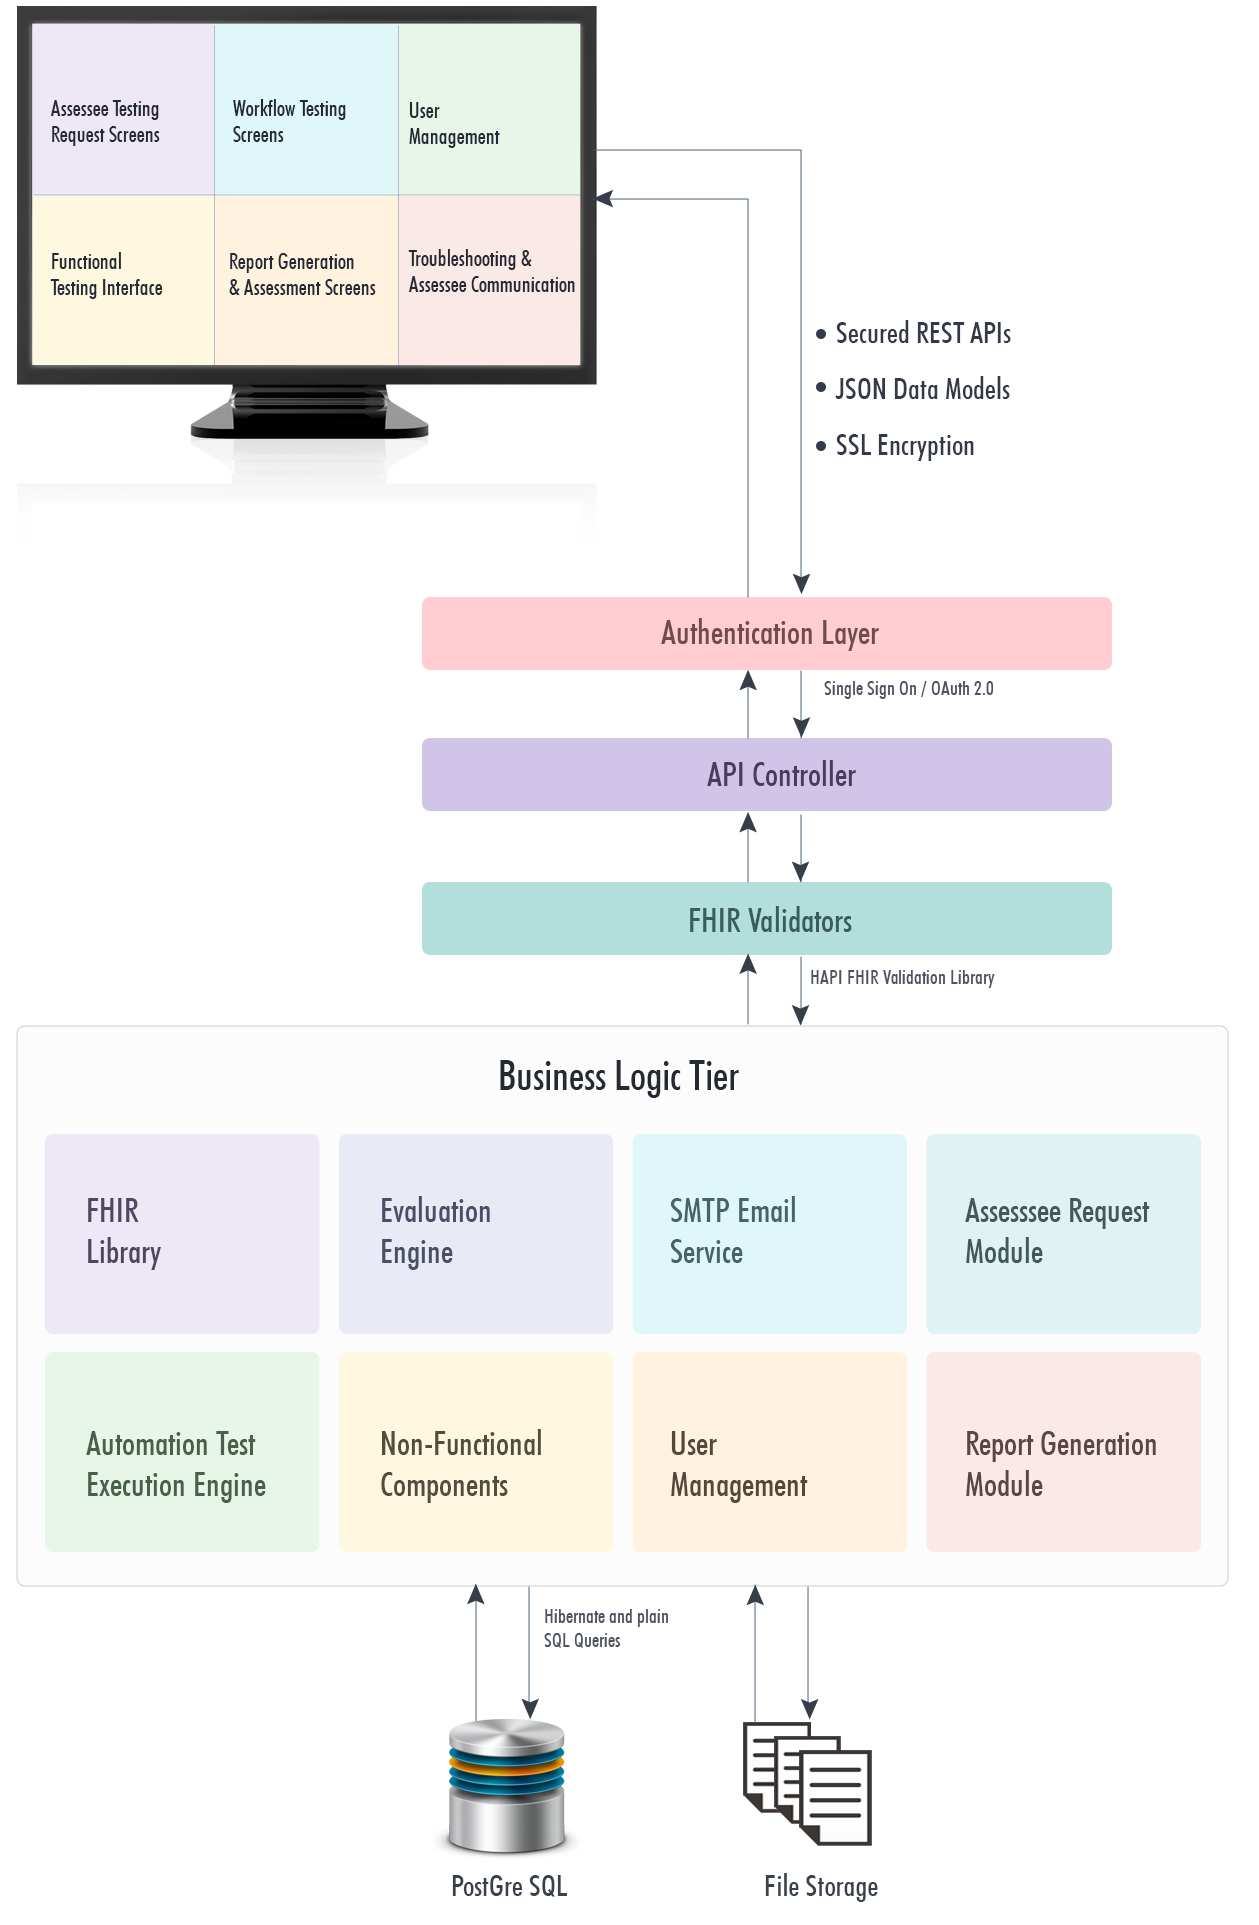 Assessee Testing
Request Screens
Workflow Testing
Screens
User
Management
Functional
Testing Interface
Report Generation
& Assessment Screens
Troubleshooting &
Assessee Communication
• Secured REST APIs
• JSON Data Models
• SSL Encryption
Authentication Layer
Single Sign On / OAuth 2.0
API Controller
FHIR Validators
HAPI FHIR Validation Library
Business Logic Tier
FHIR
Library
Evaluation
Engine
SMTP Email
Service
Assesssee Request
Module
Automation Test
Execution Engine
Non-Functional
Components
User
Management
Report Generation
Module
Hibernate and plain
SQL Queries
PostGre SQL
File Storage